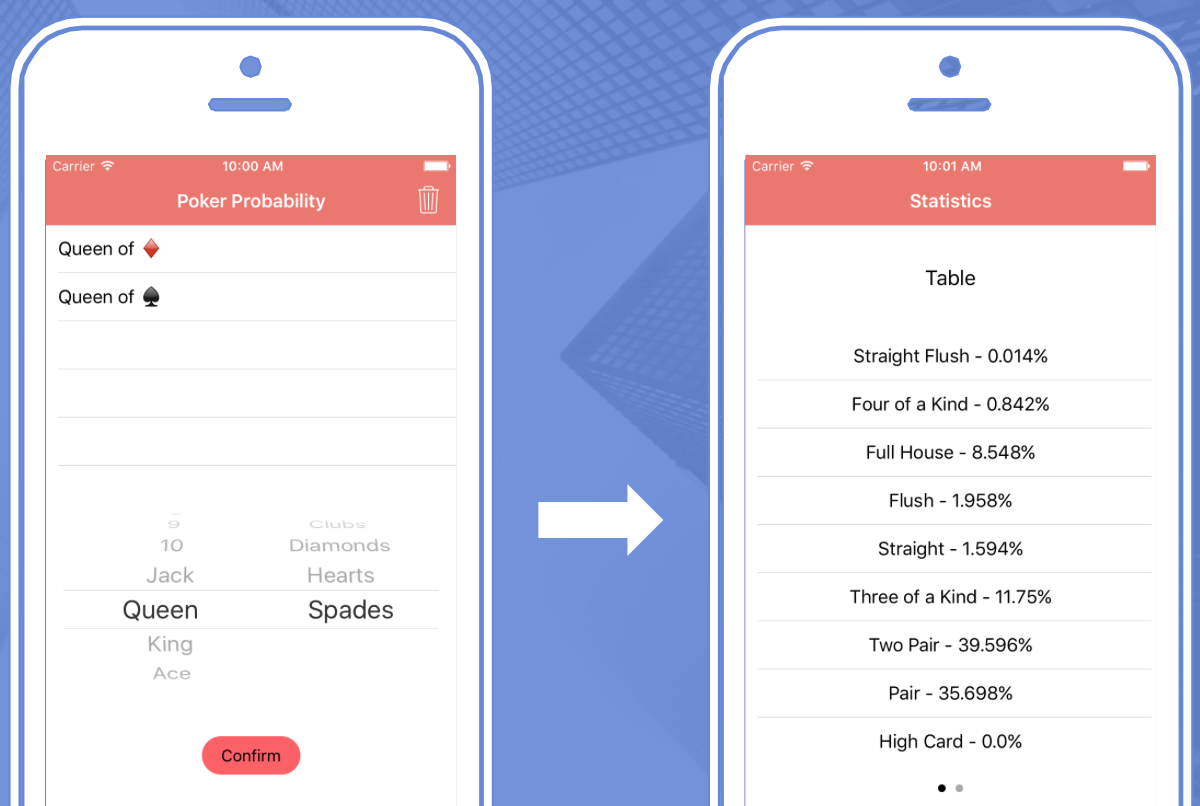 Carrier
10:00 AM
Poker Probability
Queen of ♦️
Queen of ♠️
9 Clubs
10 Diamonds
Jack Hearts
Queen Spades
King
Ace
Confirm
Carrier
10:01 AM
Statistics
Table
Straight Flush - 0.014%
Four of a Kind - 0.842%
Full House - 8.548%
Flush - 1.958%
Straight - 1.594%
Three of a Kind - 11.75%
Two Pair - 39.596%
Pair - 35.698%
High Card - 0.0%